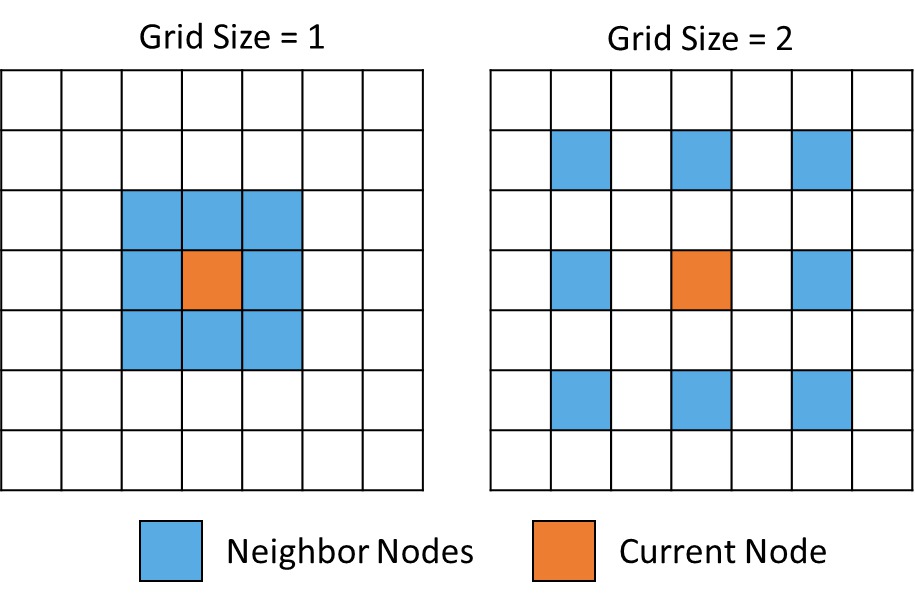 Grid Size = 1
Grid Size = 2
Neighbor Nodes
Current Node